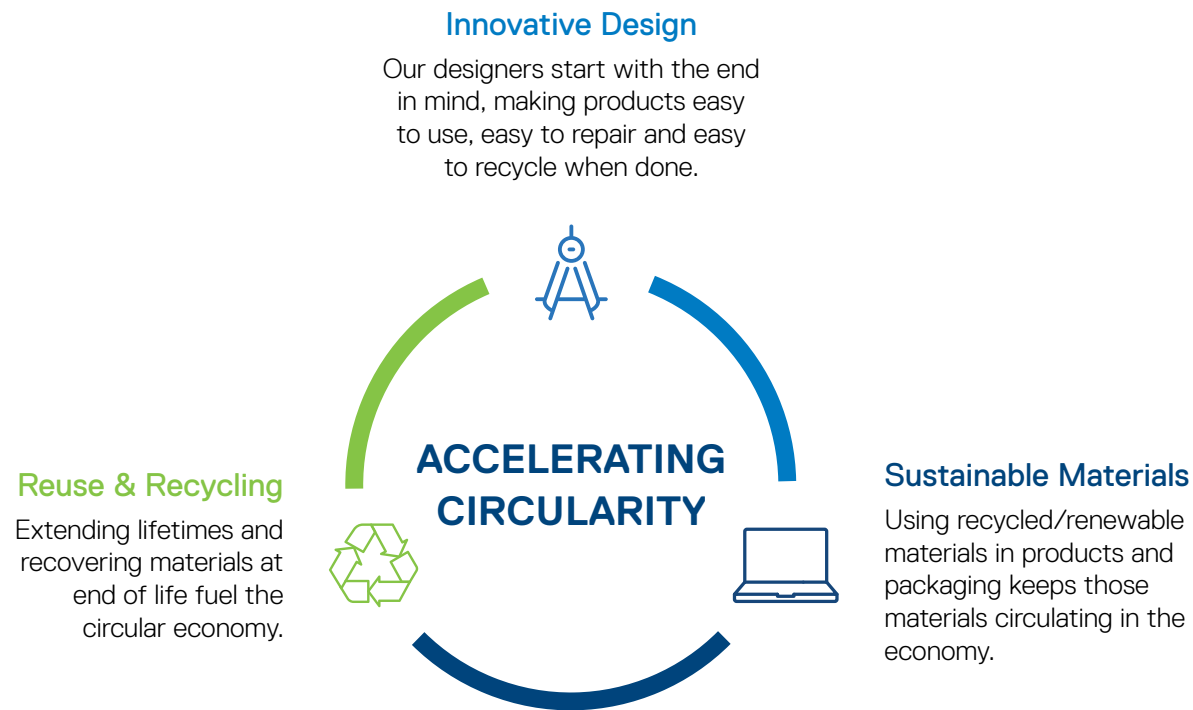 Innovative Design
Our designers start with the end
in mind, making products easy
to use, easy to repair and easy
to recycle when done.
ACCELERATING
CIRCULARITY
Reuse & Recycling
Extending lifetimes and
recovering materials at
end of life fuel the
circular economy.
Sustainable Materials
Using recycled/renewable
materials in products and
packaging keeps those
materials circulating in the
economy.